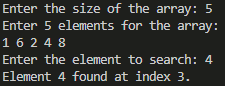 Enter the size of the array: 5
Enter 5 elements for the array:
1 6 2 4 8
Enter the element to search: 4
Element 4 found at index 3.